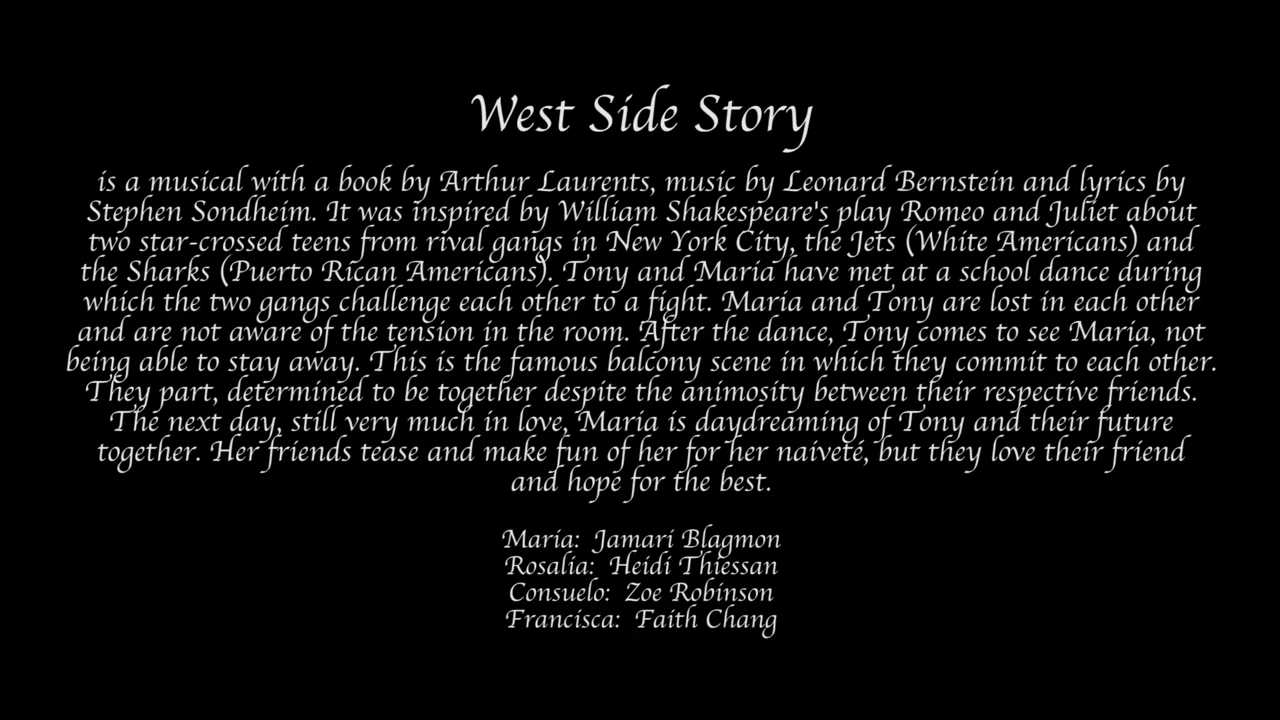 West Side Story
is a musical with a book by Arthur Laurents, music by Leonard Bernstein and lyrics by
Stephen Sondheim. It was inspired by William Shakespeare's play Romeo and Juliet about
two star-crossed teens from rival gangs in New York City, the Jets (White Americans) and
the Sharks (Puerto Rican Americans). Tony and Maria have met at a school dance during
which the two gangs challenge each other to a fight. Maria and Tony are lost in each other
and are not aware of the tension in the room. After the dance, Tony comes to see Maria, not
being able to stay away. This is the famous balcony scene in which they commit to each other.
They part, determined to be together despite the animosity between their respective friends.
The next day, still very much in love, Maria is daydreaming of Tony and their future
together. Her friends tease and make fun of her for her naiveté, but they love their friend
and hope for the best.
Maria: Jamari Blagmon
Rosalia: Heidi Thiessan
Consuelo: Zoe Robinson
Francisca: Faith Chang